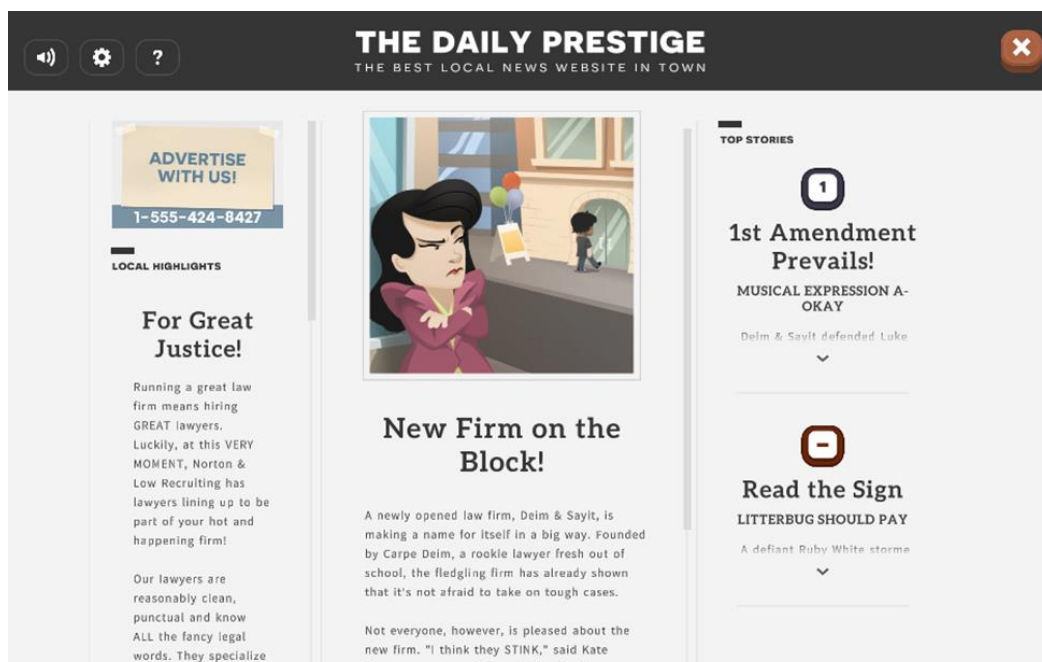 THE DAILY PRESTIGE
THE BEST LOCAL NEWS WEBSITE IN TOWN
?
ADVERTISE
WITH US!
1-555-424-8427
LOCAL HIGHLIGHTS
For Great
Justice!
Running a great law
firm means hiring
GREAT lawyers.
Luckily, at this VERY
MOMENT, Norton &
Low Recruiting has
lawyers lining up to be
part of your hot and
happening firm!
Our lawyers are
reasonably clean,
punctual and know
ALL the fancy legal
words. They specialize
New Firm on the
Block!
A newly opened law firm, Deim & Sayit, is
making a name for itself in a big way. Founded
by Carpe Deim, a rookie lawyer fresh out of
school, the fledgling firm has already shown
that it's not afraid to take on tough cases.
Not everyone, however, is pleased about the
new firm. "I think they STINK," said Kate
TOP STORIES
1
1st Amendment
Prevails!
MUSICAL EXPRESSION A-
OKAY
Deim & Sayit defended Luke
Read the Sign
LITTERBUG SHOULD PAY
A defiant Ruby White storme